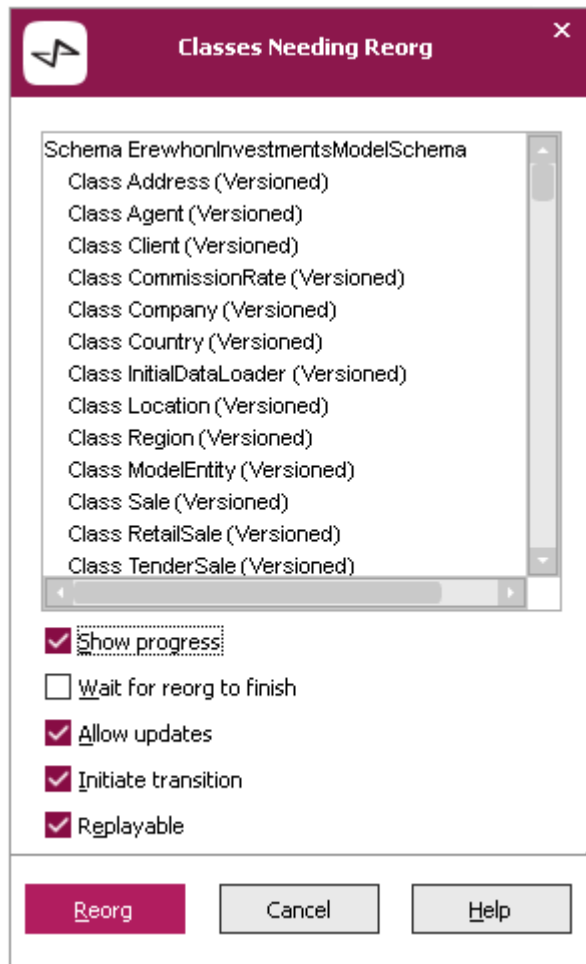 Classes Needing Reorg
Schema ErewhonInvestmentsModelSchema
Class Address (Versioned)
Class Agent (Versioned)
Class Client (Versioned)
Class CommissionRate (Versioned)
Class Company (Versioned)
Class Country (Versioned)
Class InitialDataLoader (Versioned)
Class Location (Versioned)
Class Region (Versioned)
Class ModelEntity (Versioned)
Class Sale (Versioned)
Class RetailSale (Versioned)
Class TenderSale (Versioned)
Show progress
Wait for reorg to finish
Allow updates
Initiate transition
Replayable
Reorg Cancel Help